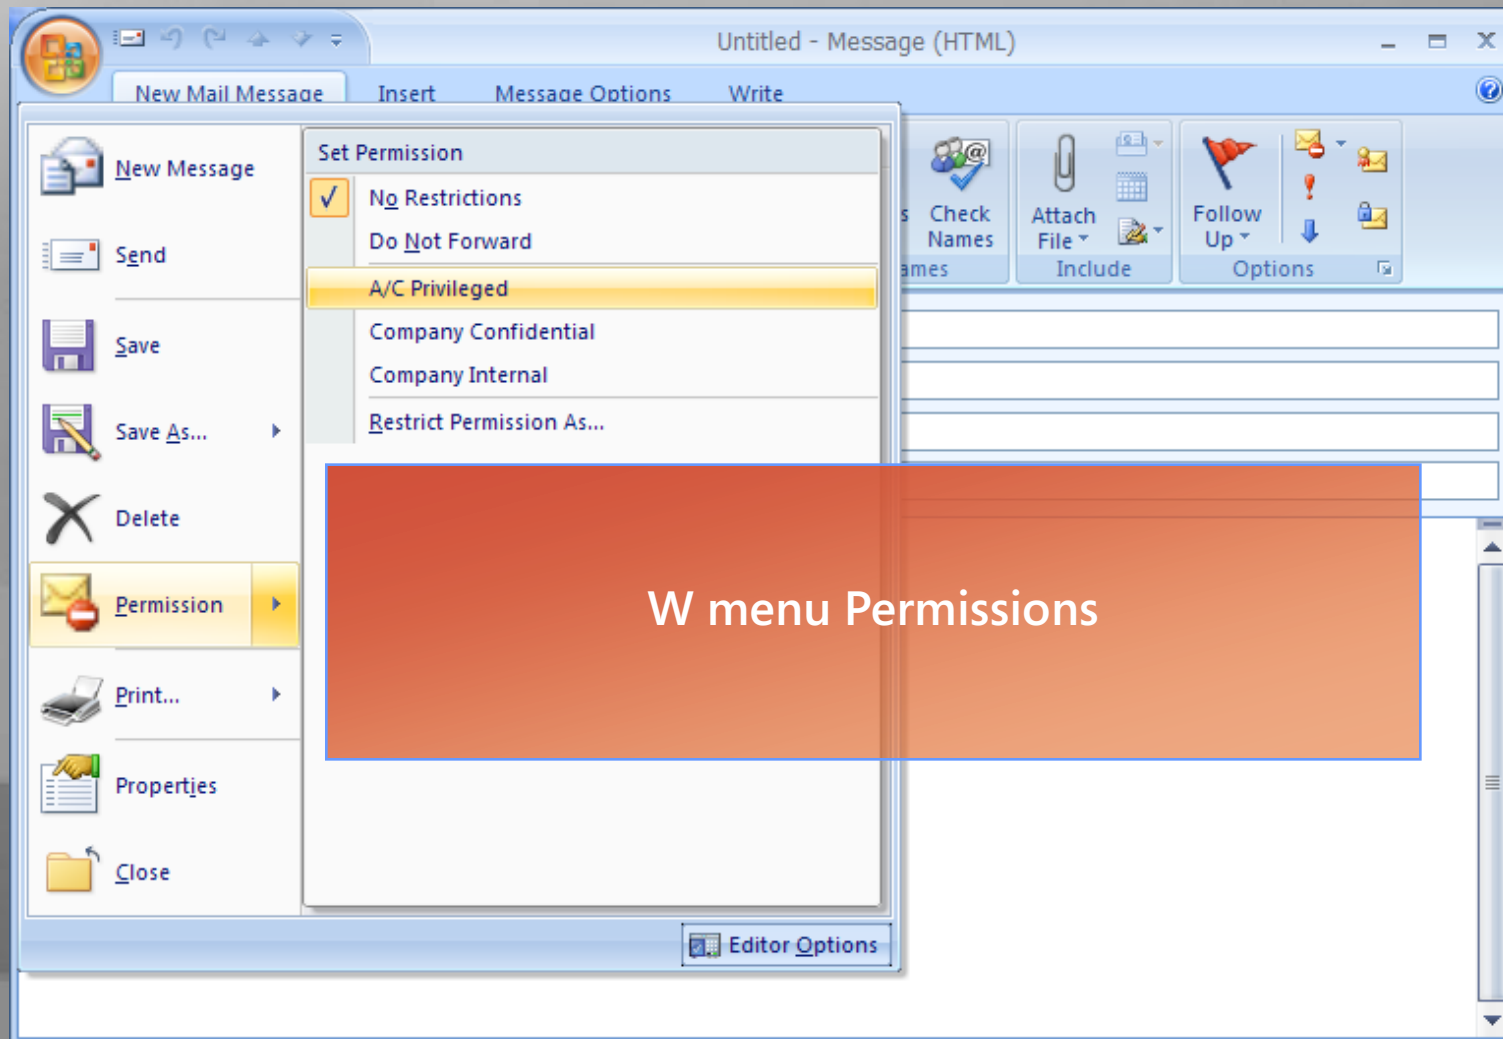 Untitled - Message (HTML)
New Mail Message Insert Message Options Write
New Message
Send
Save
Save As...
Delete
Permission
Print...
Properties
Close
Set Permission
No Restrictions
Do Not Forward
A/C Privileged
Company Confidential
Company Internal
Restrict Permission As...
Check
Names
Attach
File
Include
Follow
Up
Options
W menu Permissions
Editor Options